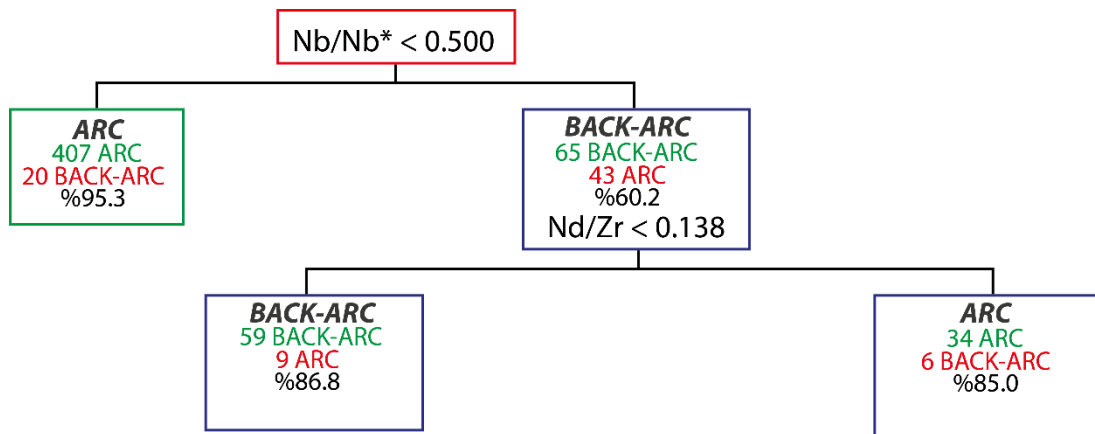 Nb/Nb* < 0.500
ARC
407 ARC
20 BACK-ARC
%95.3
BACK-ARC
65 BACK-ARC
43 ARC
%60.2
Nd/Zr < 0.138
BACK-ARC
59 BACK-ARC
9 ARC
%86.8
ARC
34 ARC
6 BACK-ARC
%85.0